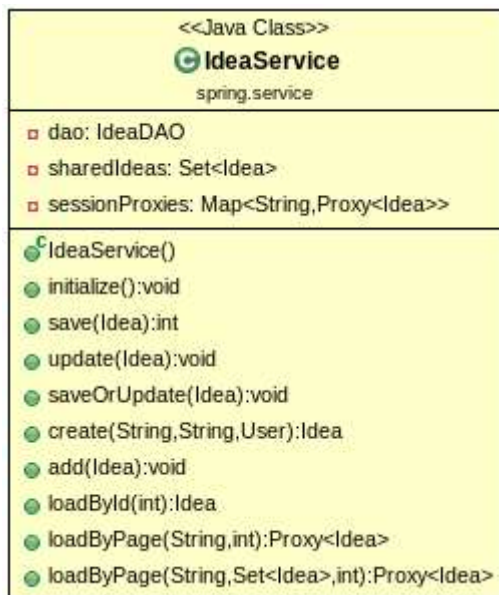 <<Java Class>>
C IdeaService
spring.service
dao: IdeaDAO
sharedIdeas: Set<Idea>
sessionProxies: Map<String,Proxy<Idea>>
C IdeaService()
initialize():void
save(Idea):int
update(Idea):void
saveOrUpdate(Idea):void
create(String,String,User):Idea
add(Idea):void
loadById(int):Idea
loadByPage(String,int):Proxy<Idea>
loadByPage(String,Set<Idea>,int):Proxy<Idea>